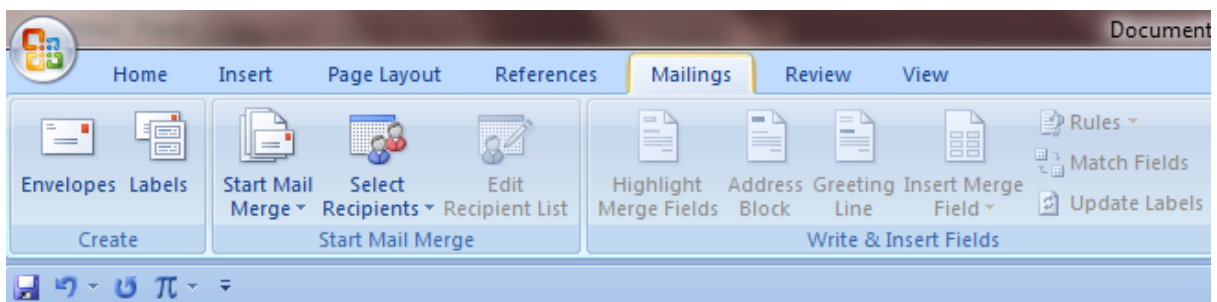 Document
Home Insert Page Layout References Mailings Review View
Envelopes Labels Start Mail Merge Select Recipients Edit Recipient List Highlight Merge Fields Address Block Greeting Line Insert Merge Field Rules
Match Fields
Update Labels
Create Start Mail Merge Write & Insert Fields
π